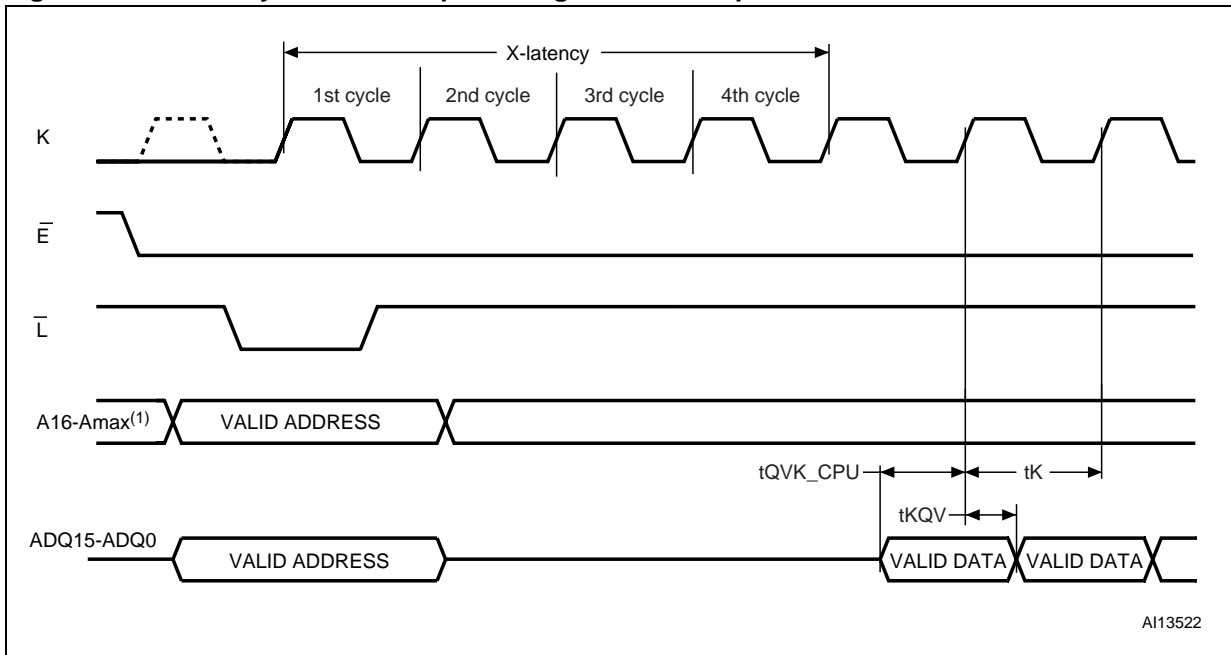 X-latency
1st cycle 2nd cycle 3rd cycle 4th cycle
K
E
L
A16-Amax(1) VALID ADDRESS
tQVK_CPU tK
tKQV
ADQ15-ADQ0 VALID ADDRESS VALID DATA VALID DATA
AI13522